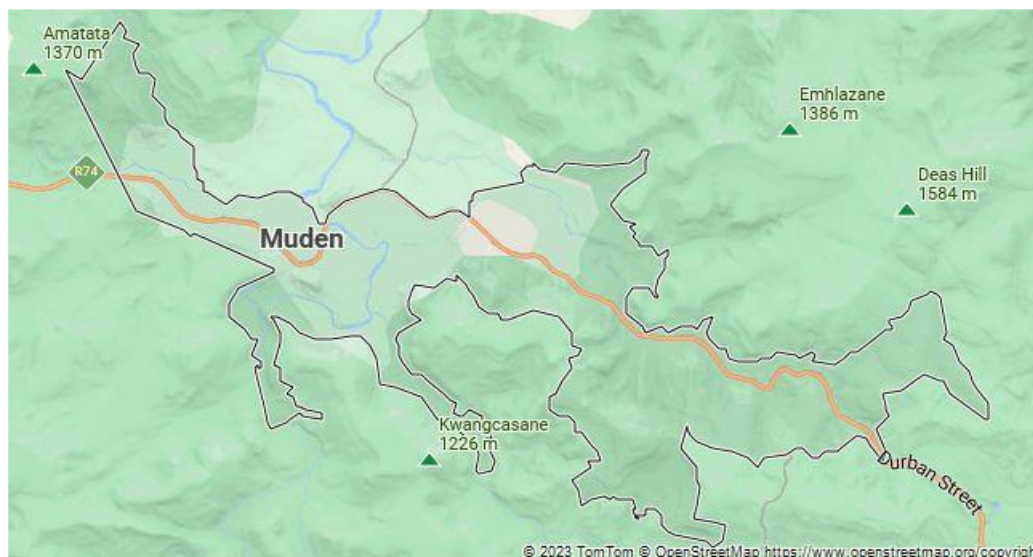 Amatata
1370 m
Emhlazane
1386 m
R74
Deas Hill
1584 m
Muden
Kwangcasane
1226 m
Durban Street
© 2023 TomTom © OpenStreetMap https://www.openstreetmap.org/copyrig